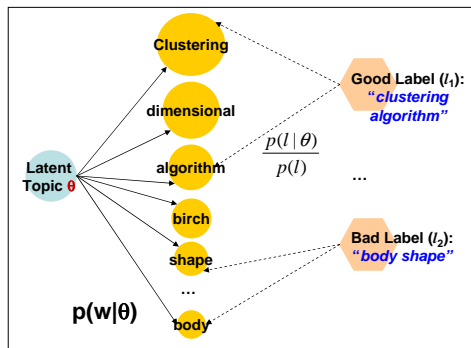 Clustering
dimensional
algorithm
birch
shape
...
body
Latent
Topic θ
p(w|θ)
Good Label (l₁):
“clustering
algorithm”
p(l | θ)
p(l)
...
Bad Label (l₂):
“body shape”